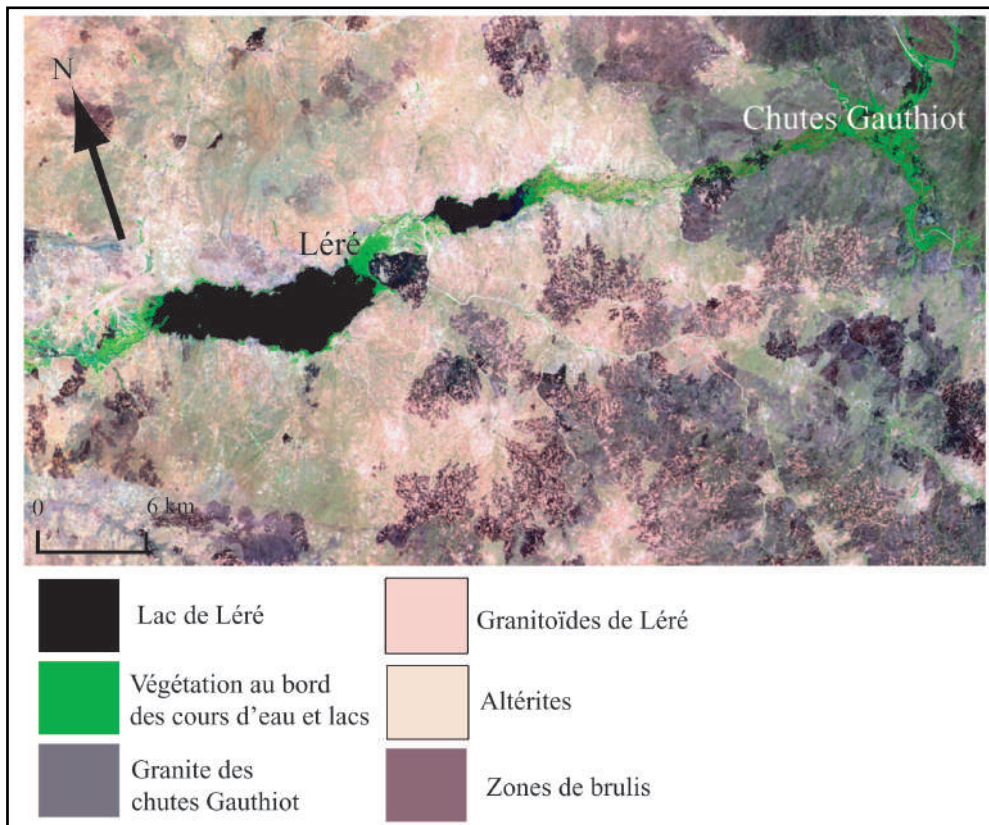 N
Chutes Gauthiot
Léré
0 6 km
Lac de Léré
Granitoïdes de Léré
Végétation au bord
des cours d’eau et lacs
Altérites
Granite des
chutes Gauthiot
Zones de brulis